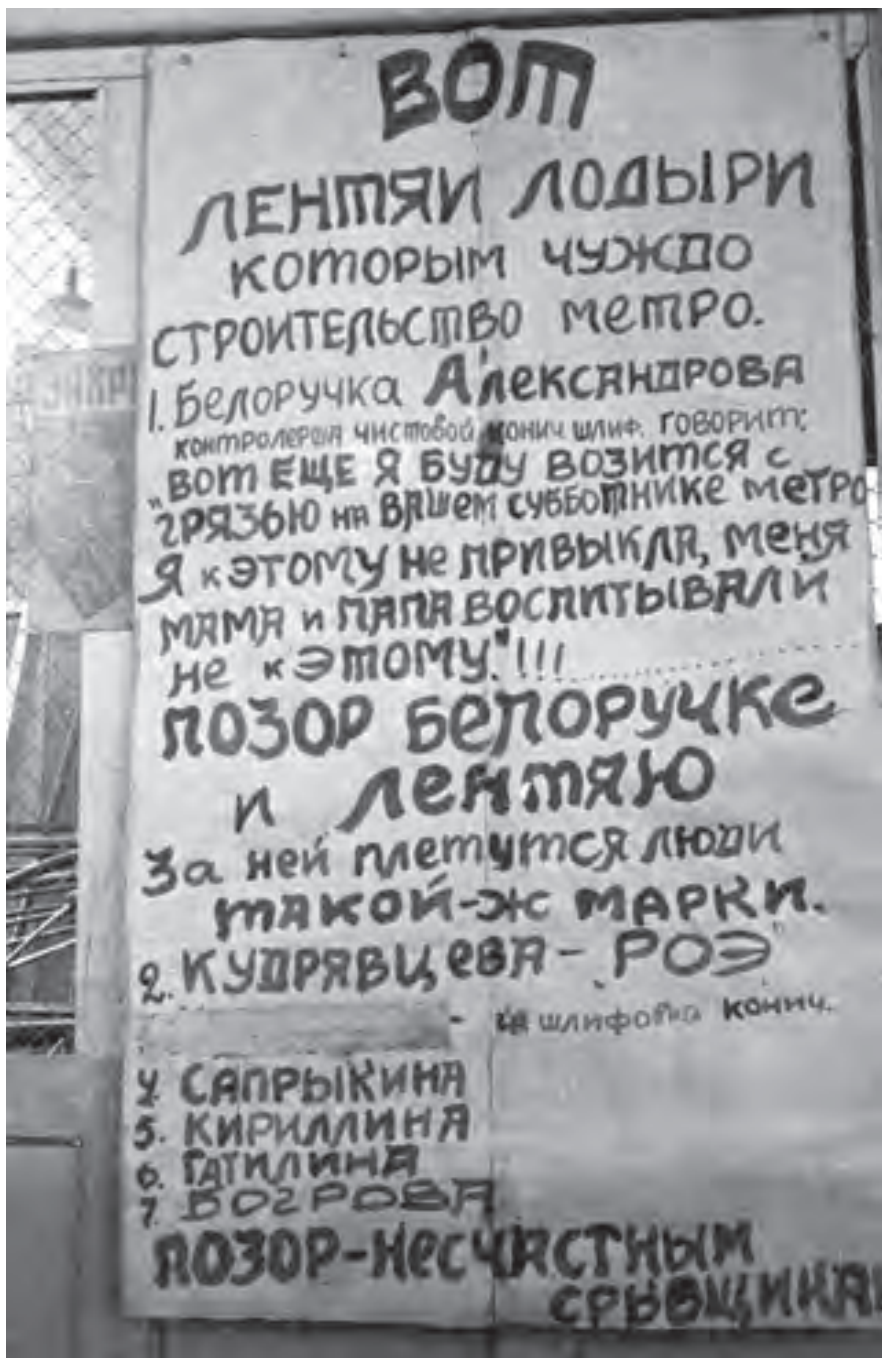 ВОТ
ЛЕНТЯИ ЛОДЫРИ
КОТОРЫМ ЧУЖДО
СТРОИТЕЛЬСТВО МЕТРО.
1. БЕЛОРУЧКА АЛЕКСАНДРОВА
КОНТРОЛЕРША ЧИСТОВОЙ КОНИЧ ШЛИФ. ГОВОРИТ:
„ВОТ ЕЩЕ Я БУДУ ВОЗИТСЯ С
ГРЯЗЬЮ НА ВАШЕМ СУББОТНИКЕ МЕТРО
Я К ЭТОМУ НЕ ПРИВЫКЛА, МЕНЯ
МАМА И ПАПА ВОСПИТЫВАЛИ
НЕ К ЭТОМУ."!!!
ПОЗОР БЕЛОРУЧКЕ
И ЛЕНТЯЮ
За ней плетутся люди
ТАКОЙ-Ж МАРКИ.
2. КУДРЯВЦЕВА - РОЭ
- шлифовка конич.
4. САПРЫКИНА
5. КИРИЛЛИНА
6. ГАТИЛИНА
7. БОГРОВА
ПОЗОР-НЕСЧАСТНЫМ
СРЫВЩИКАМ